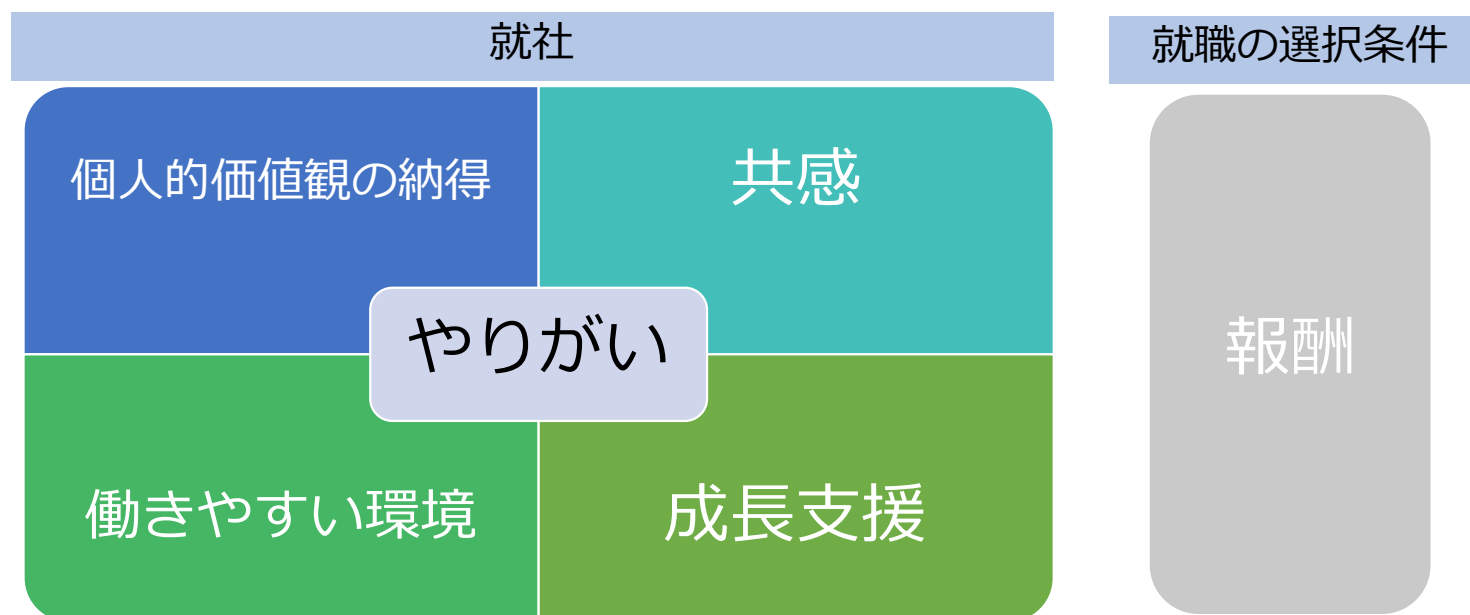 就社
就職の選択条件
個人的価値観の納得
共感
やりがい
働きやすい環境
成長支援
報酬